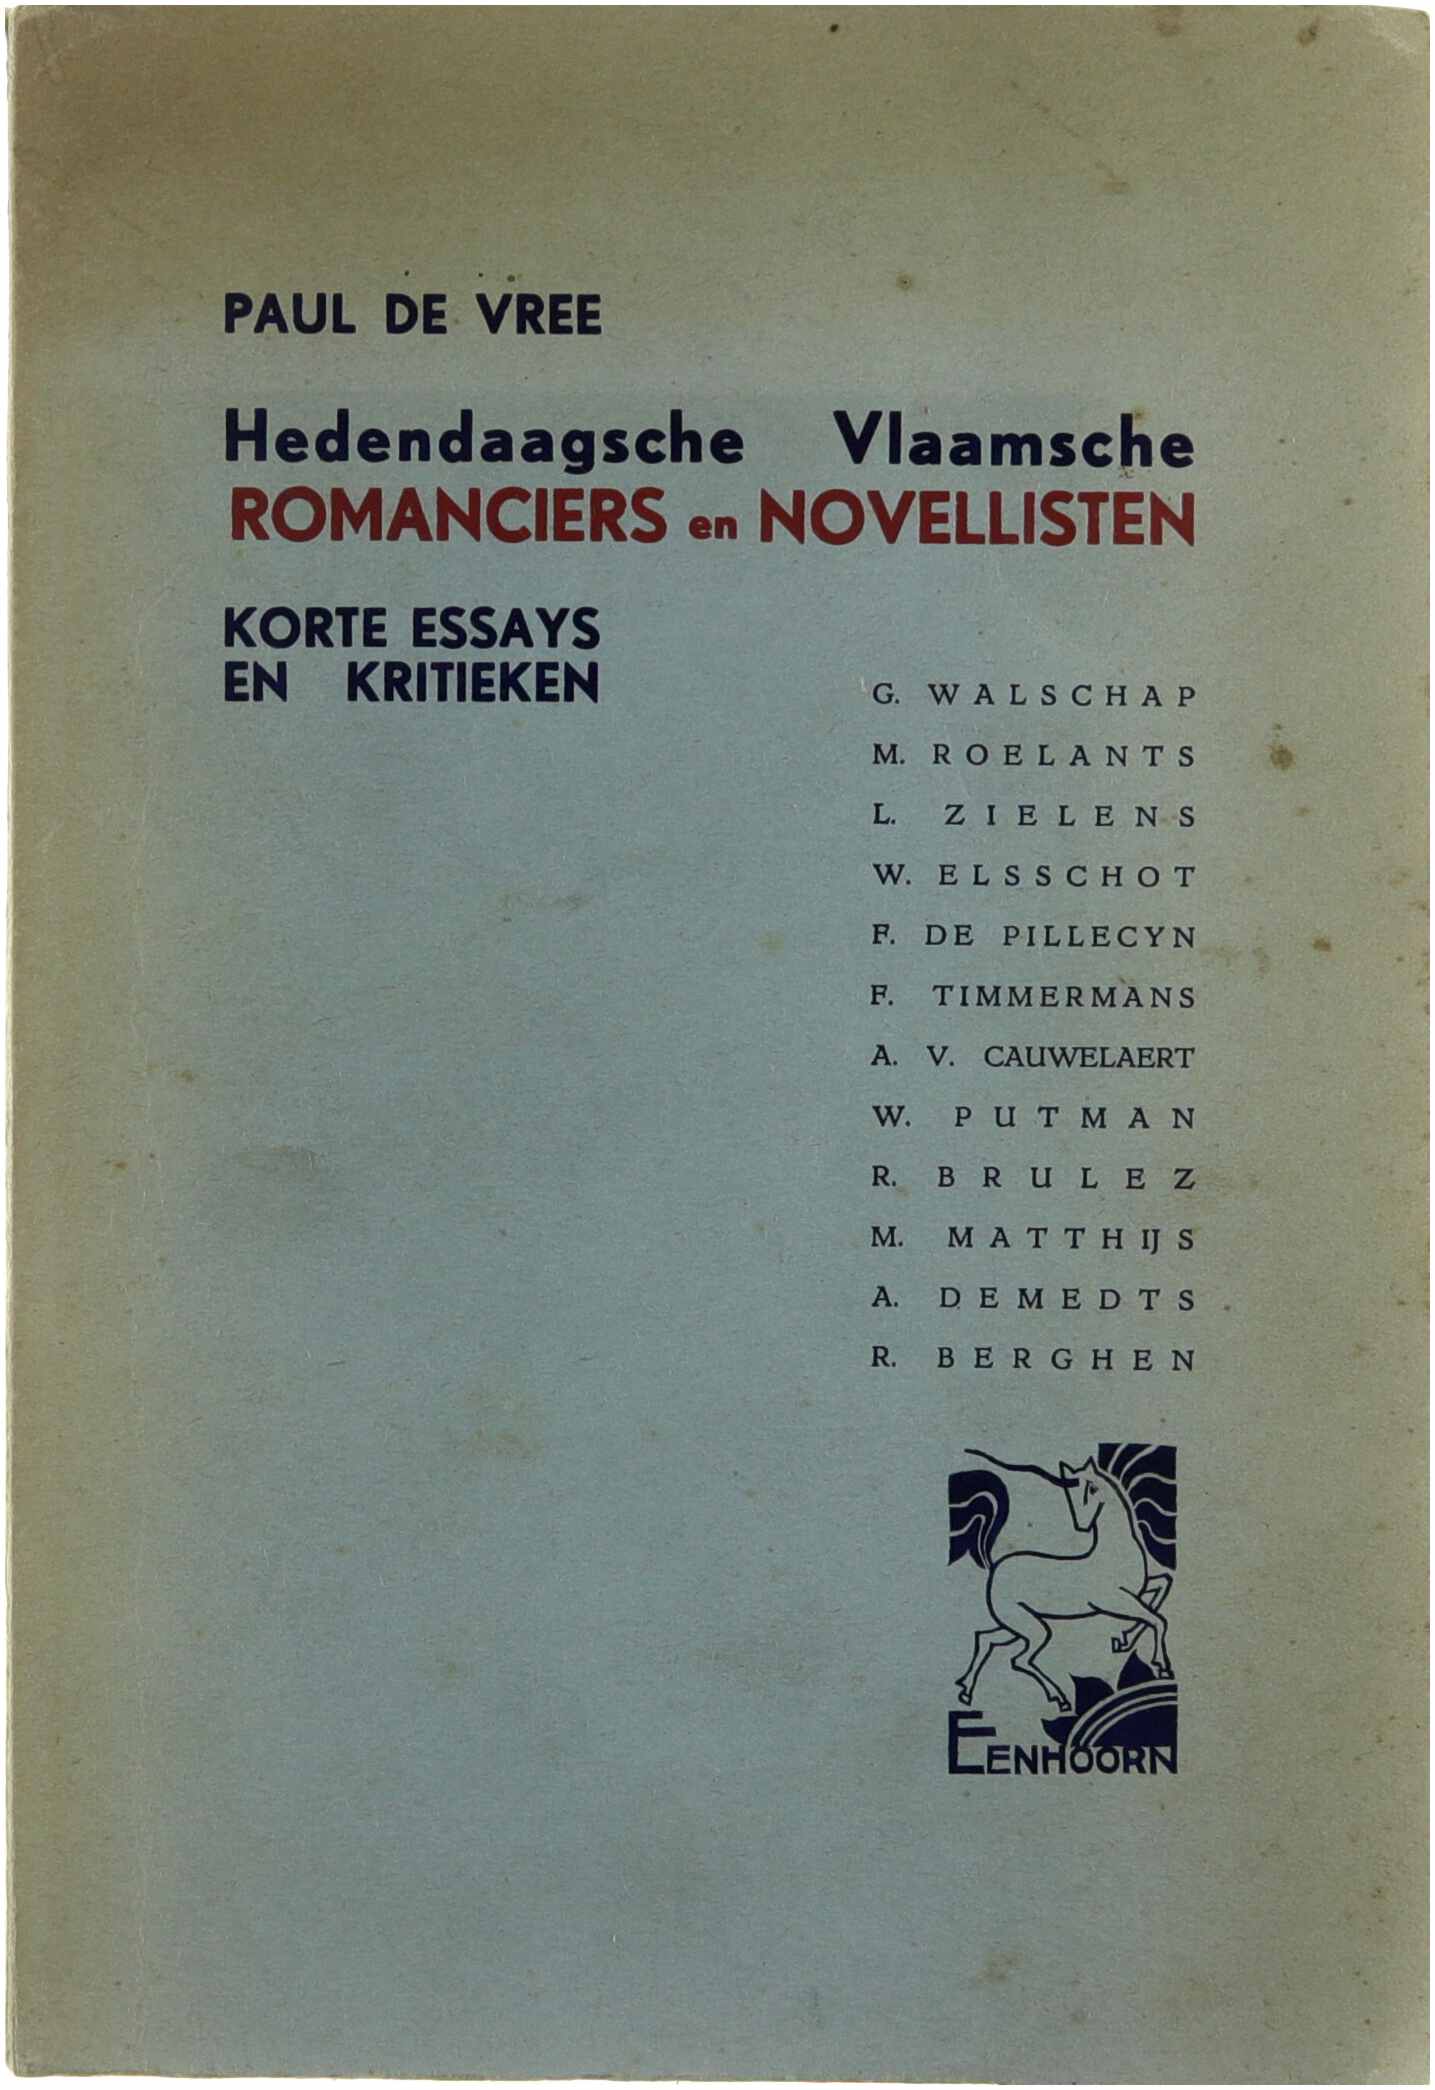 PAUL DE VREE
Hedendaagsche Vlaamsche
ROMANCIERS en NOVELLISTEN
KORTE ESSAYS
EN KRITIEKEN
G. WALSCHAP
M. ROELANTS
L. ZIELENS
W. ELSSCHOT
F. DE PILLECYN
F. TIMMERMANS
A. V. CAUWELAERT
W. PUTMAN
R. BRULEZ
M. MATTHIJS
A. DEMEDTS
R. BERGHEN
EENHOORN